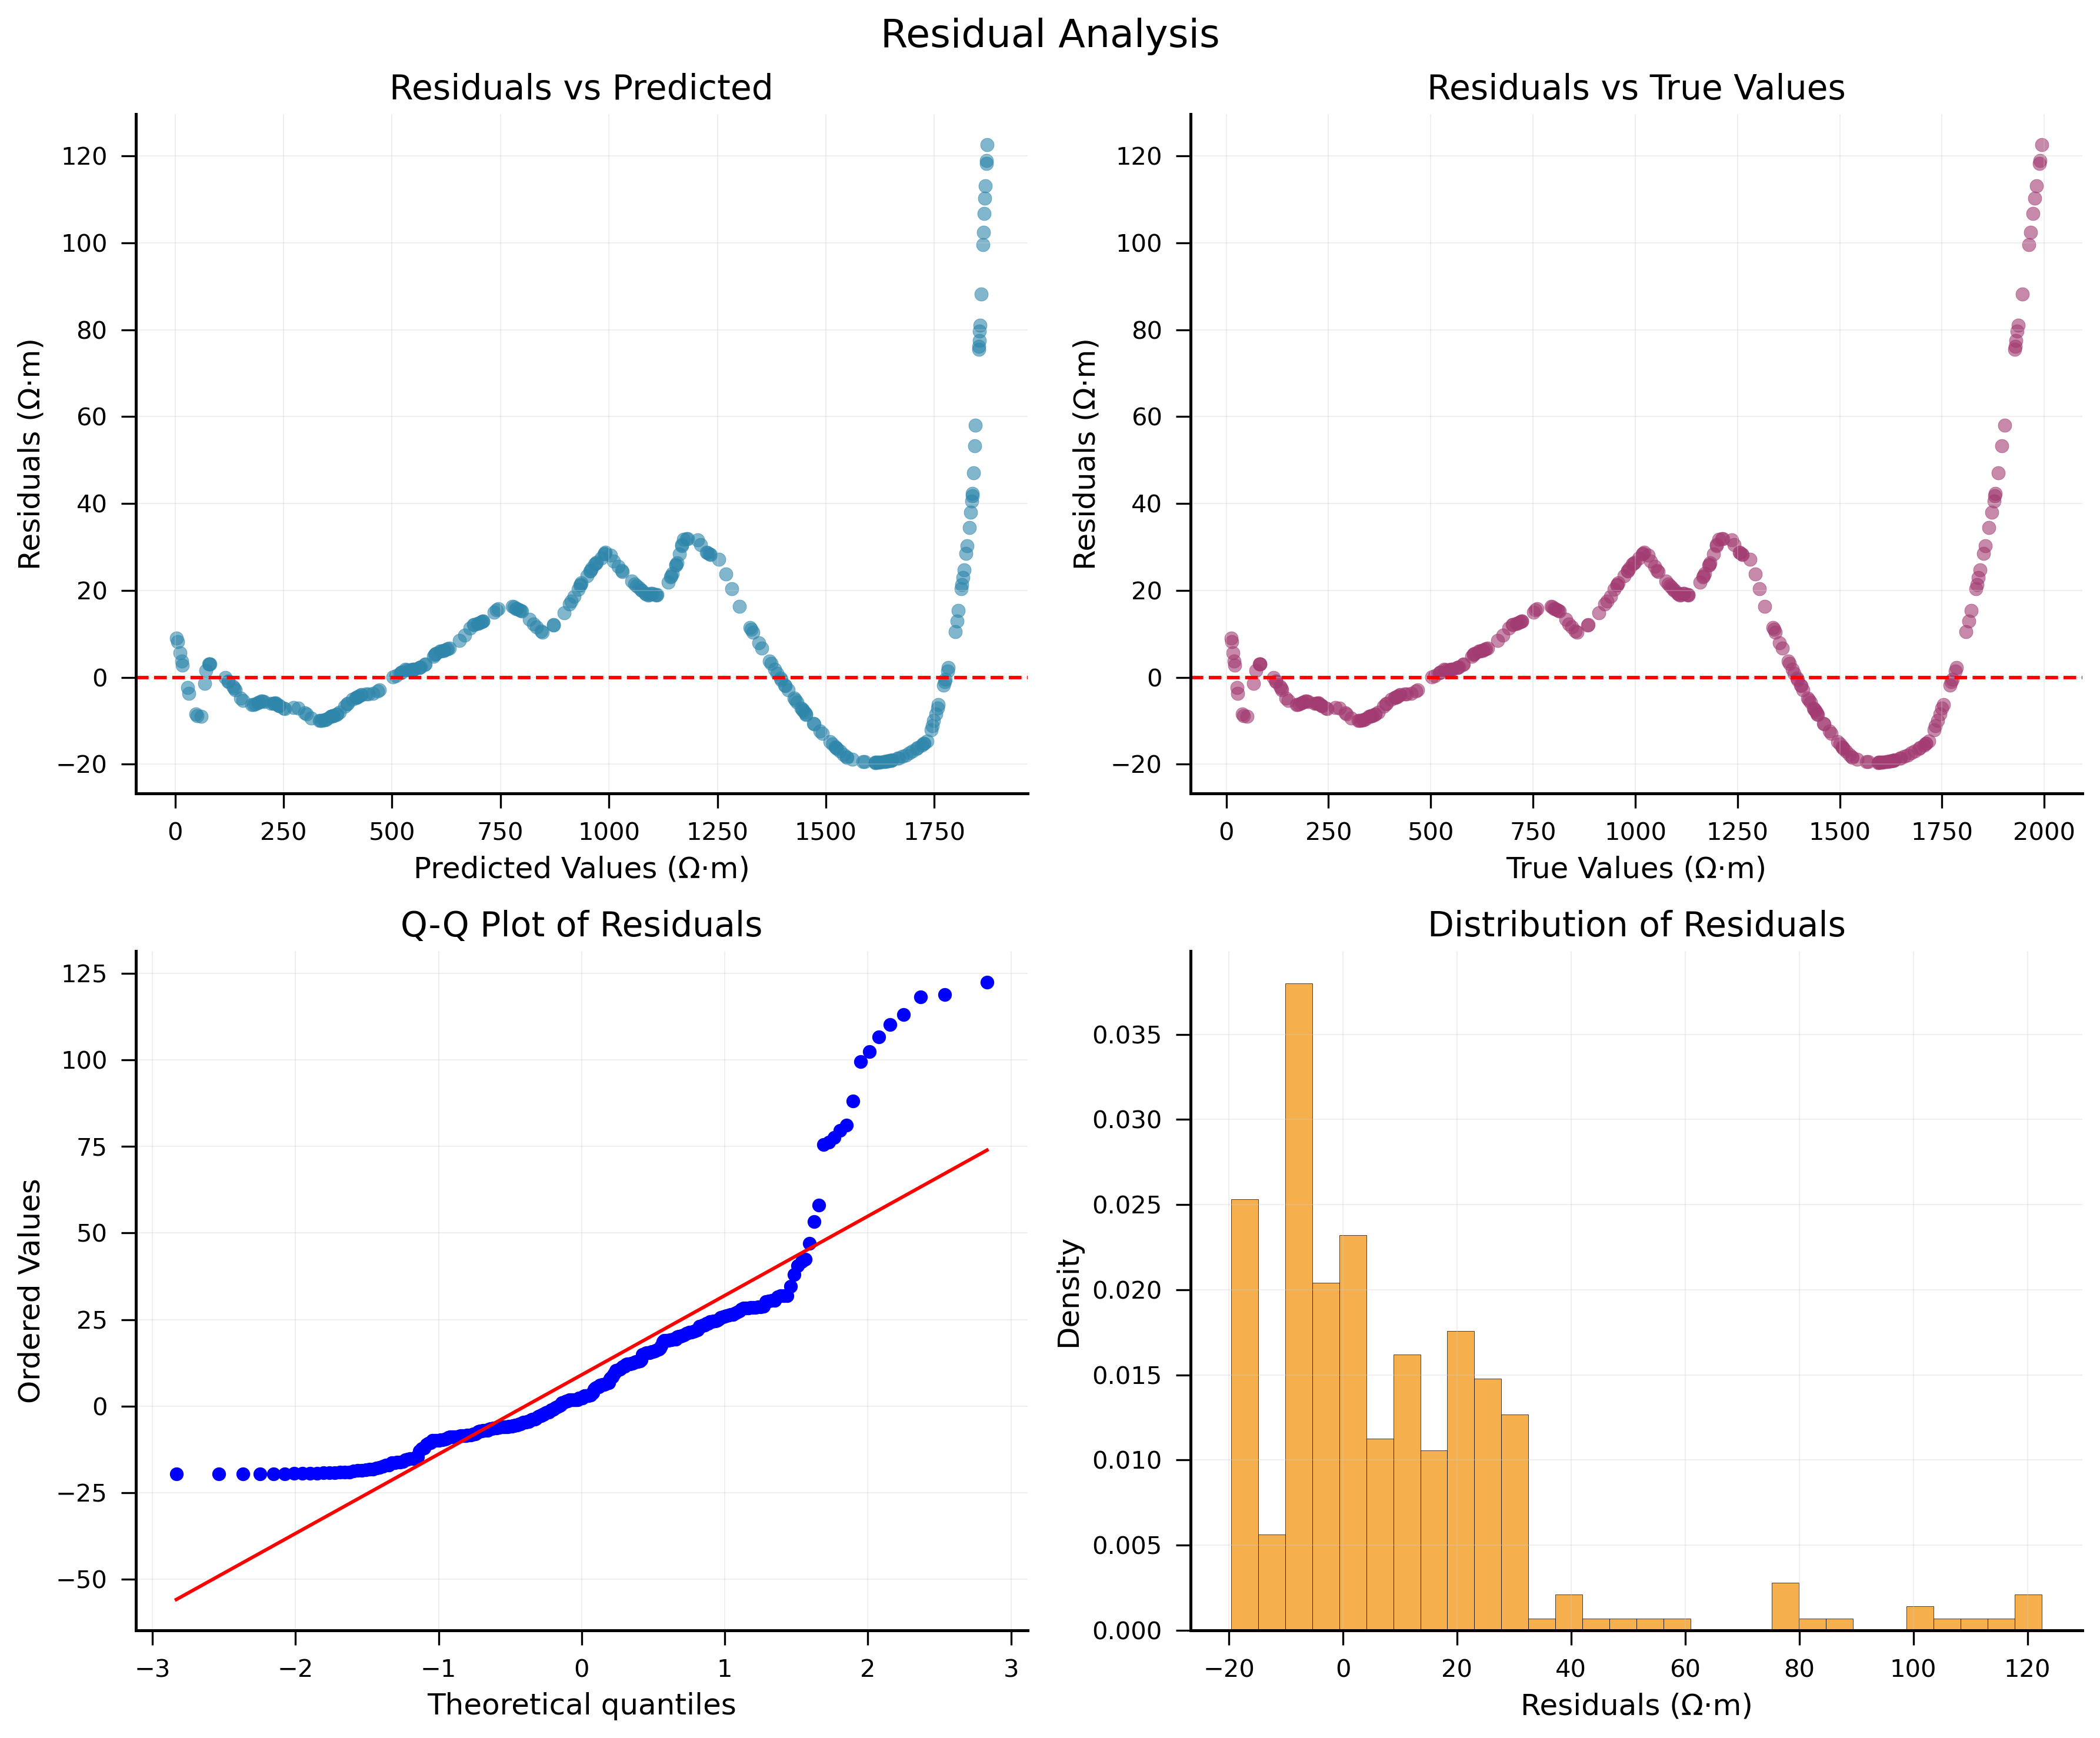 Residual Analysis
Residuals vs Predicted
Residuals (Ω·m)
120
100
80
60
40
20
0
−20
0 250 500 750 1000 1250 1500 1750
Predicted Values (Ω·m)
Residuals vs True Values
Residuals (Ω·m)
120
100
80
60
40
20
0
−20
0 250 500 750 1000 1250 1500 1750 2000
True Values (Ω·m)
Q-Q Plot of Residuals
Ordered Values
125
100
75
50
25
0
−25
−50
−3 −2 −1 0 1 2 3
Theoretical quantiles
Distribution of Residuals
Density
0.035
0.030
0.025
0.020
0.015
0.010
0.005
0.000
−20 0 20 40 60 80 100 120
Residuals (Ω·m)